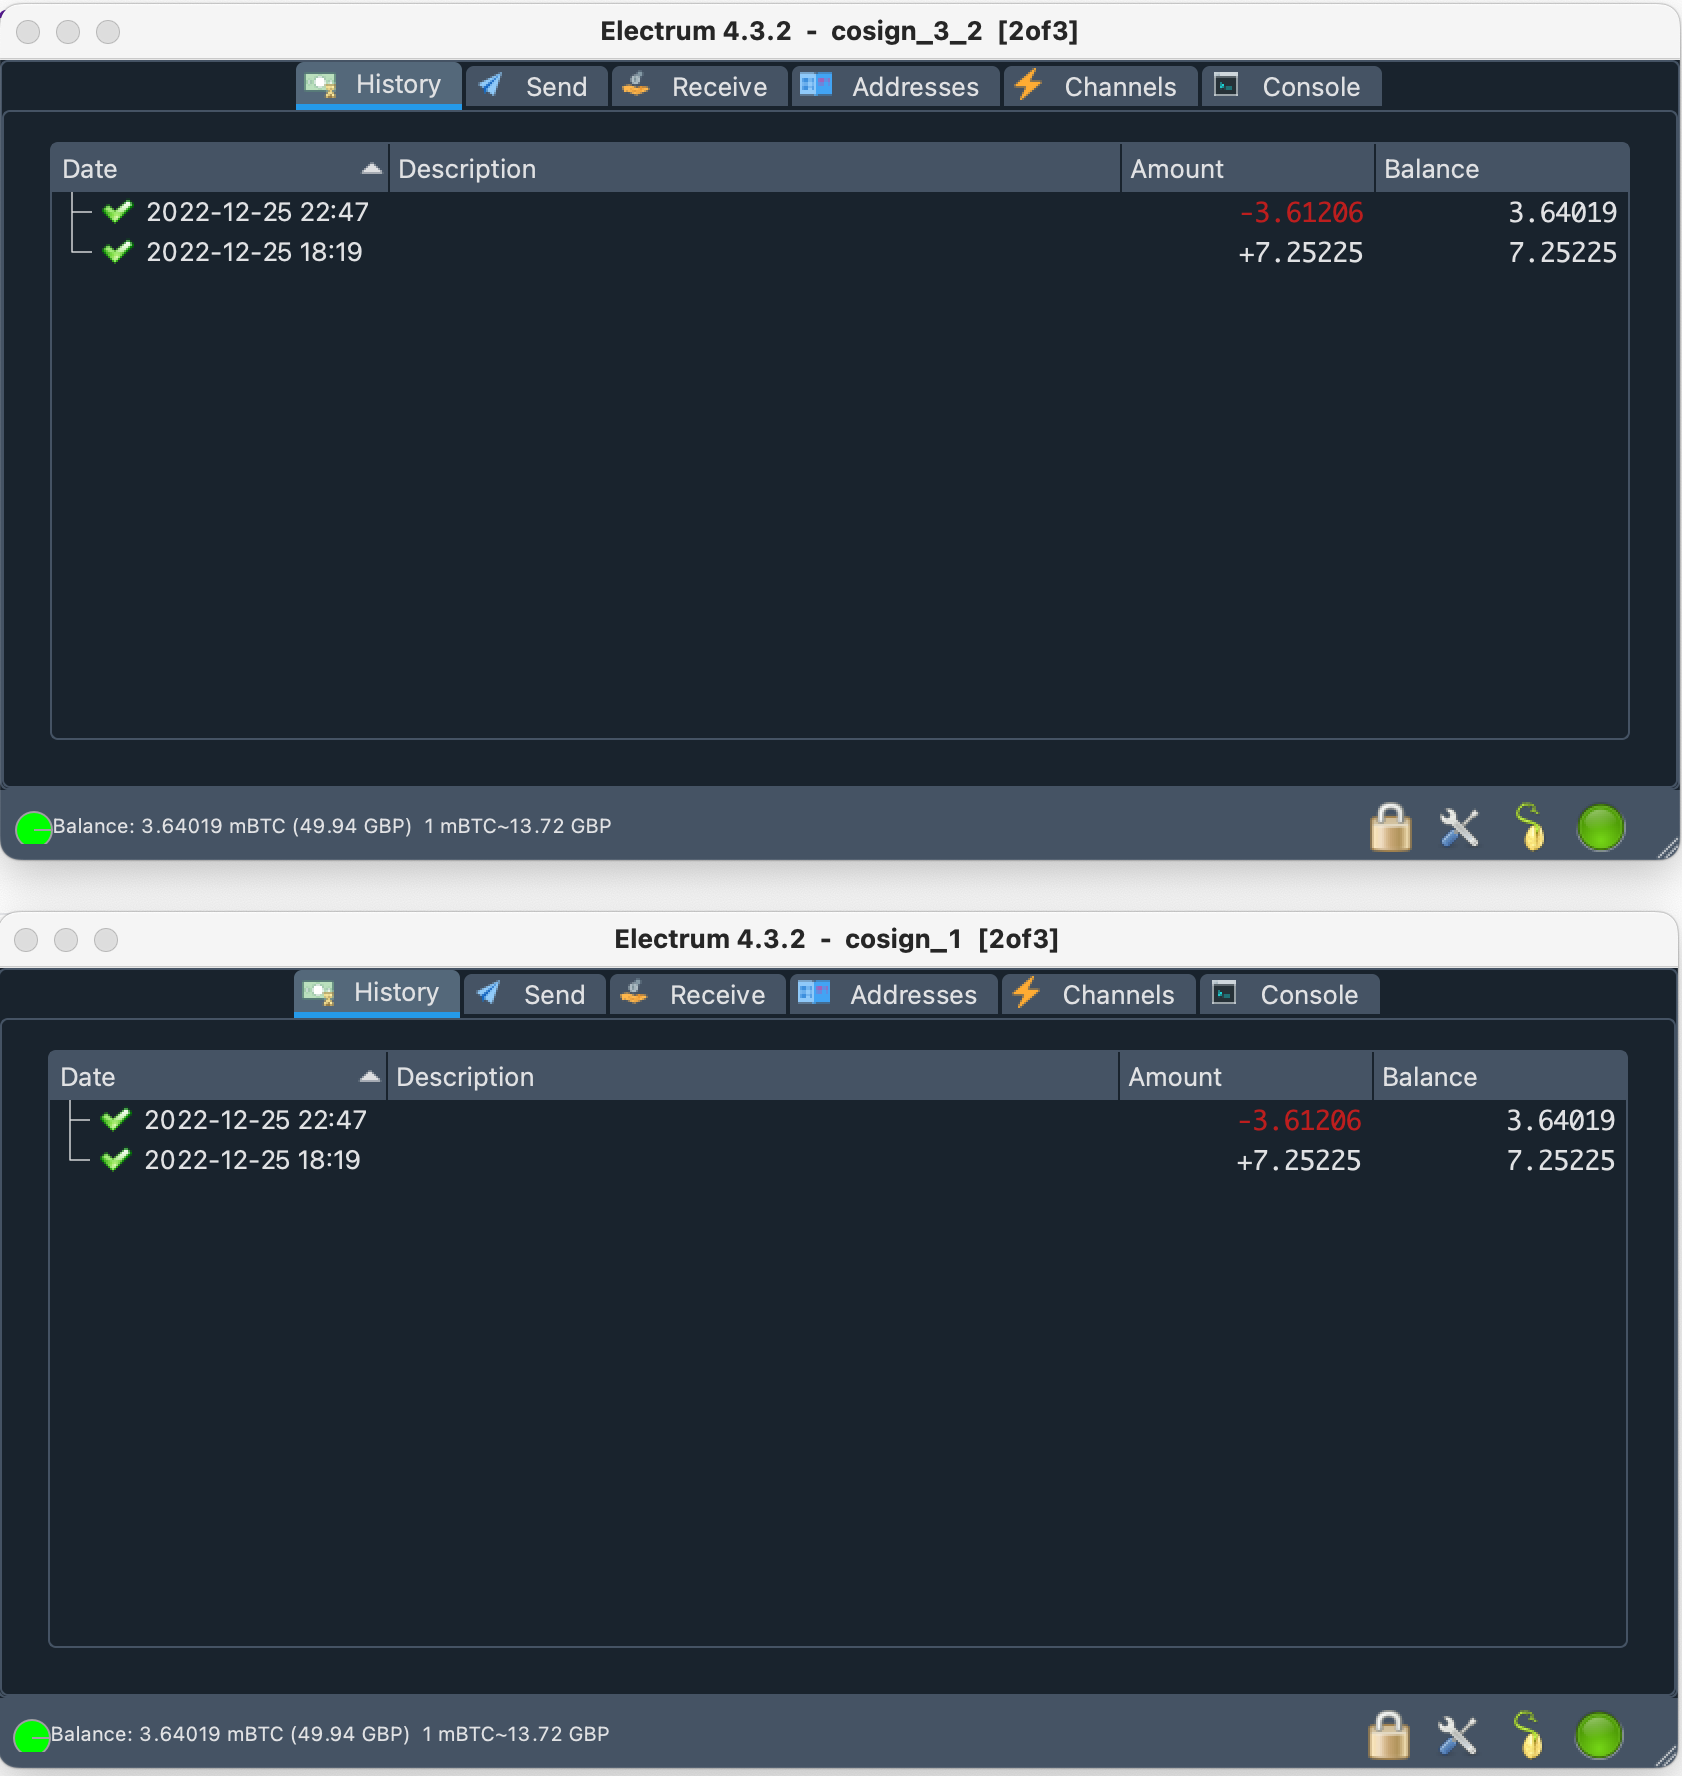 Electrum 4.3.2 - cosign_3_2 [2of3]
History Send Receive Addresses Channels Console
Date Description Amount Balance
2022-12-25 22:47 -3.61206 3.64019
2022-12-25 18:19 +7.25225 7.25225
Balance: 3.64019 mBTC (49.94 GBP) 1 mBTC~13.72 GBP
Electrum 4.3.2 - cosign_1 [2of3]
History Send Receive Addresses Channels Console
Date Description Amount Balance
2022-12-25 22:47 -3.61206 3.64019
2022-12-25 18:19 +7.25225 7.25225
Balance: 3.64019 mBTC (49.94 GBP) 1 mBTC~13.72 GBP